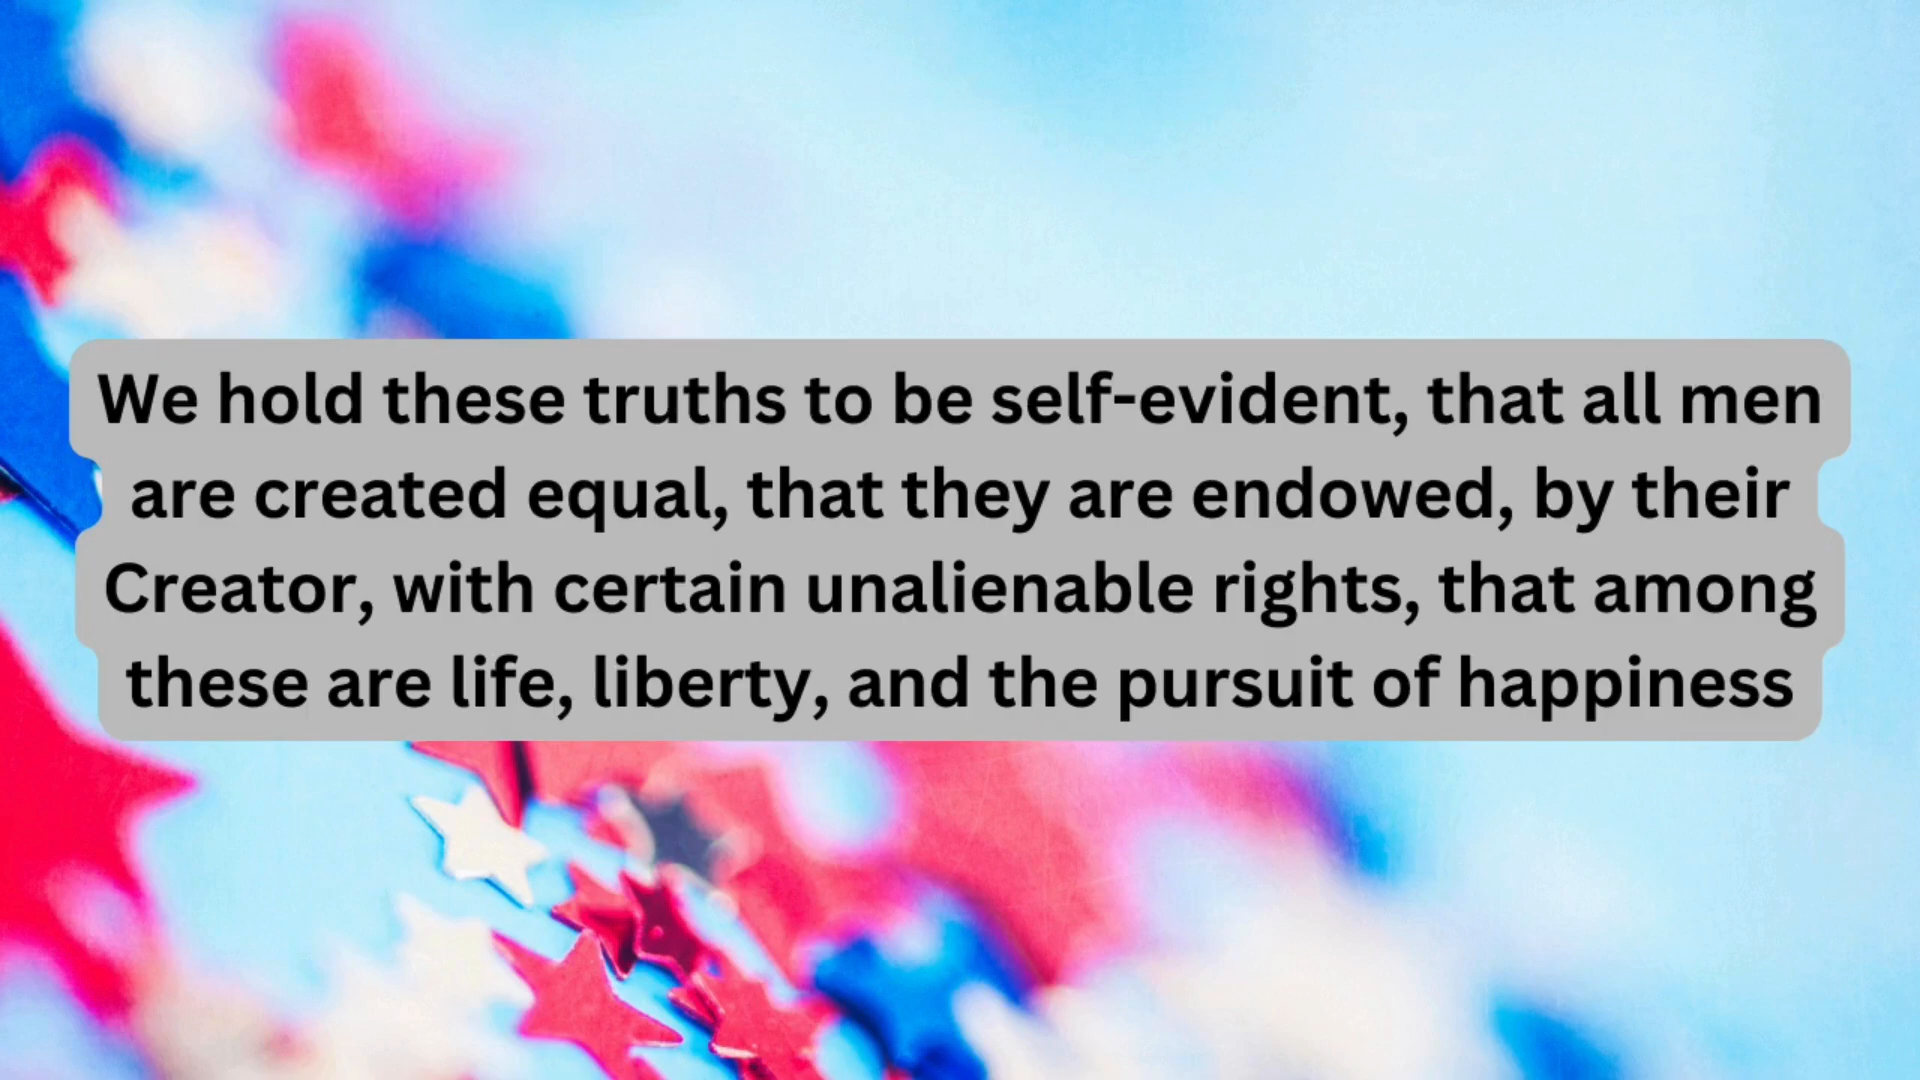 We hold these truths to be self-evident, that all men
are created equal, that they are endowed, by their
Creator, with certain unalienable rights, that among
these are life, liberty, and the pursuit of happiness